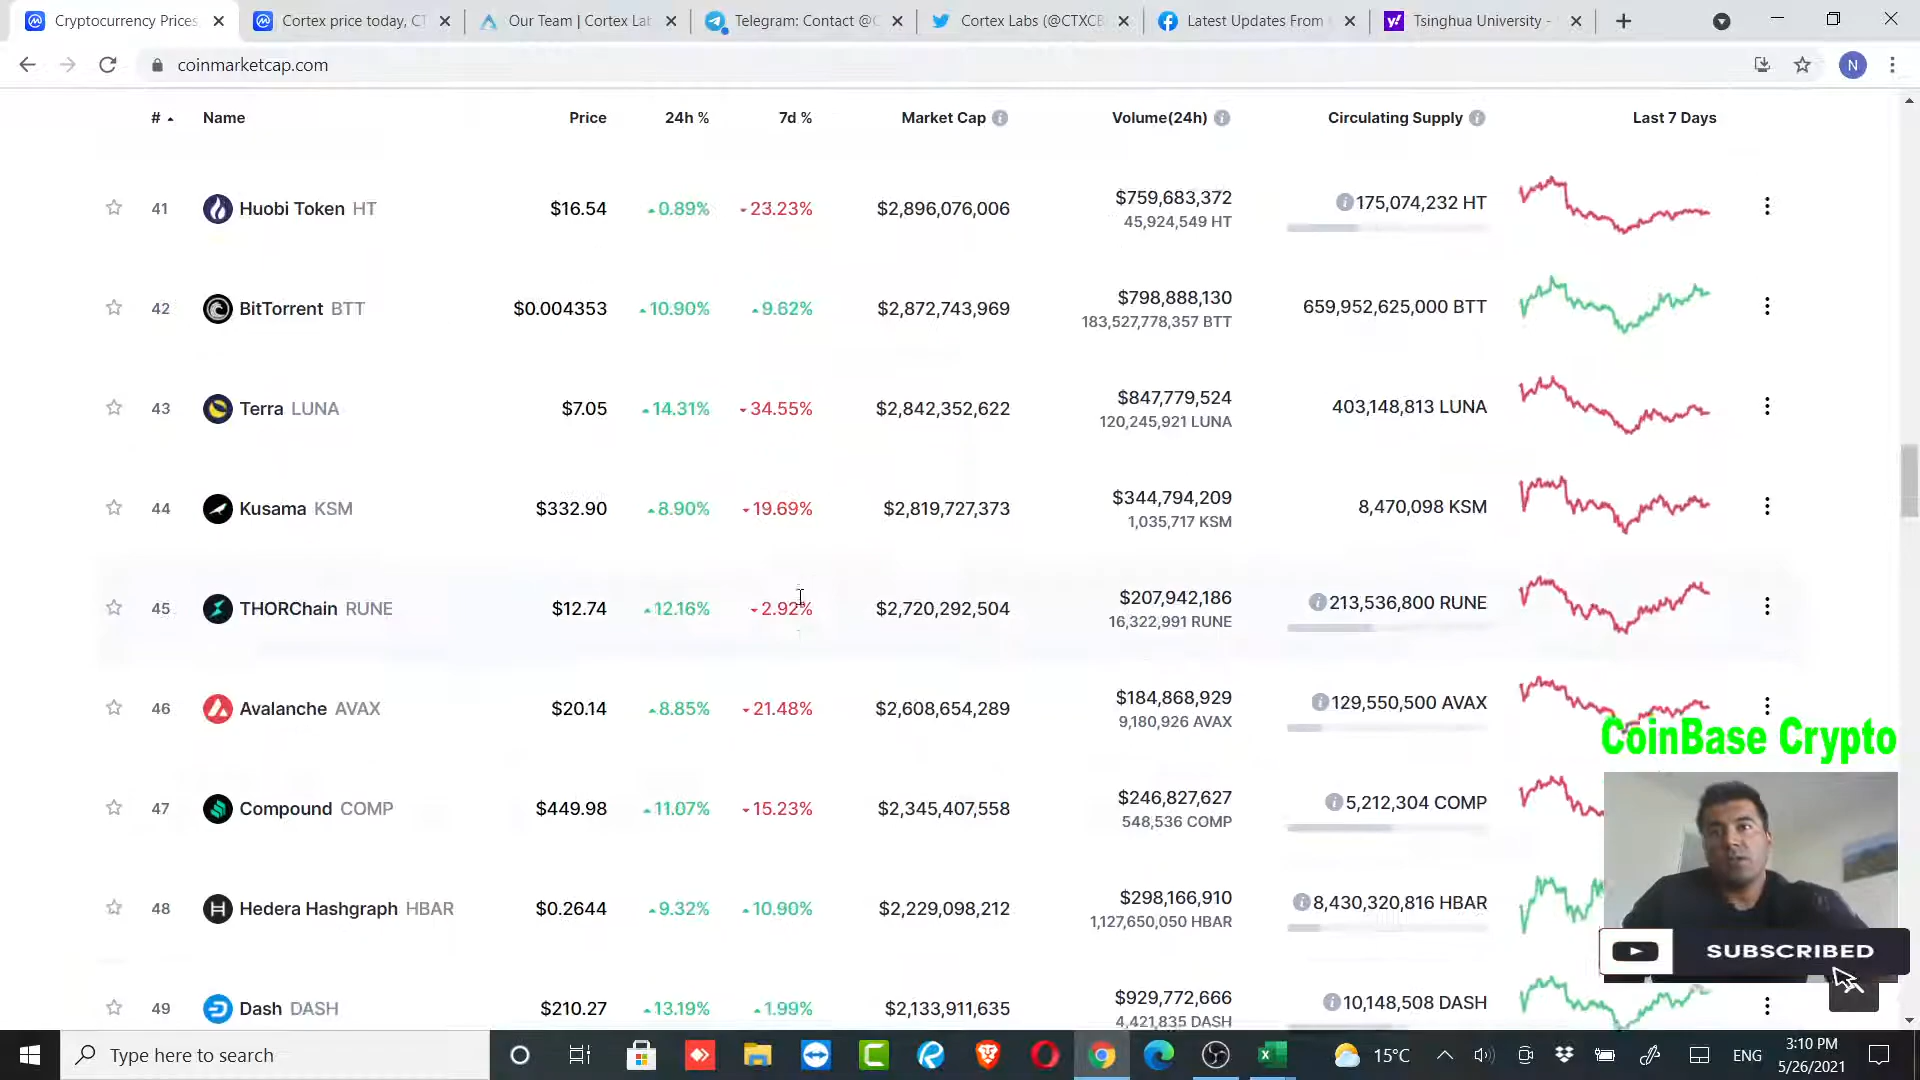 Cryptocurrency Prices,
Cortex price today, CT
Our Team | Cortex Lab
Telegram: Contact @C
Cortex Labs (@CTXCB
Latest Updates From
Tsinghua University -
coinmarketcap.com
N
# Name Price 24h % 7d % Market Cap Volume(24h) Circulating Supply Last 7 Days
41 Huobi Token HT $16.54 0.89% 23.23% $2,896,076,006 $759,683,372 175,074,232 HT
45,924,549 HT
42 BitTorrent BTT $0.004353 10.90% 9.62% $2,872,743,969 $798,888,130 659,952,625,000 BTT
183,527,778,357 BTT
43 Terra LUNA $7.05 14.31% 34.55% $2,842,352,622 $847,779,524 403,148,813 LUNA
120,245,921 LUNA
44 Kusama KSM $332.90 8.90% 19.69% $2,819,727,373 $344,794,209 8,470,098 KSM
1,035,717 KSM
45 THORChain RUNE $12.74 12.16% 2.92% $2,720,292,504 $207,942,186 213,536,800 RUNE
16,322,991 RUNE
46 Avalanche AVAX $20.14 8.85% 21.48% $2,608,654,289 $184,868,929 129,550,500 AVAX
9,180,926 AVAX
CoinBase Crypto
47 Compound COMP $449.98 11.07% 15.23% $2,345,407,558 $246,827,627 5,212,304 COMP
548,536 COMP
48 Hedera Hashgraph HBAR $0.2644 9.32% 10.90% $2,229,098,212 $298,166,910 8,430,320,816 HBAR
1,127,650,050 HBAR
SUBSCRIBED
49 Dash DASH $210.27 13.19% 1.99% $2,133,911,635 $929,772,666 10,148,508 DASH
4,421,835 DASH
Type here to search
15°C
ENG
3:10 PM
5/26/2021